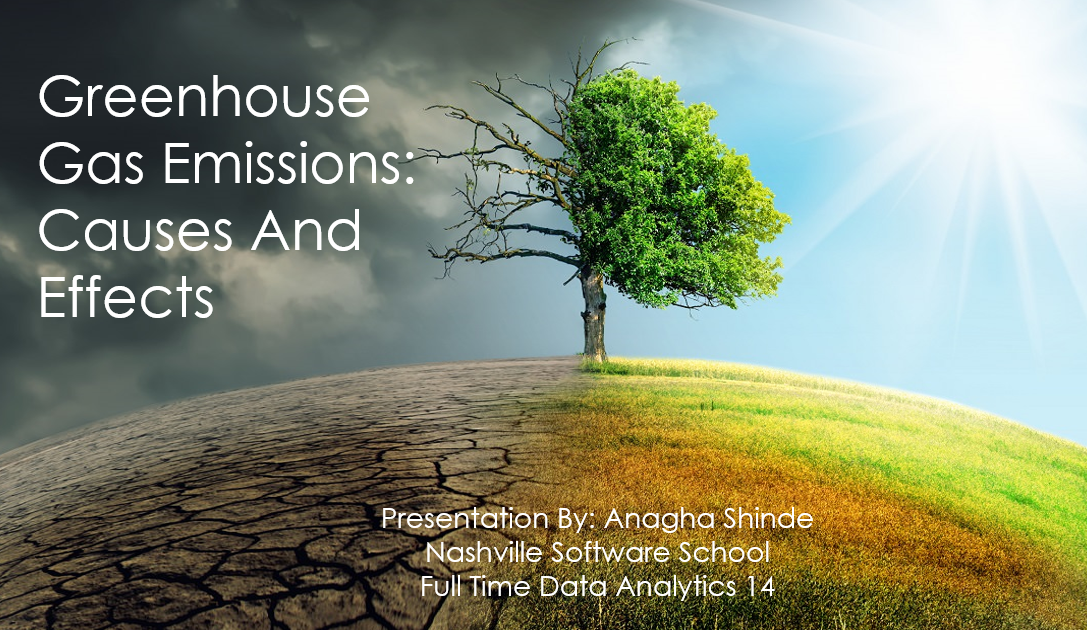 Greenhouse
Gas Emissions:
Causes And
Effects
Presentation By: Anagha Shinde
Nashville Software School
Full Time Data Analytics 14